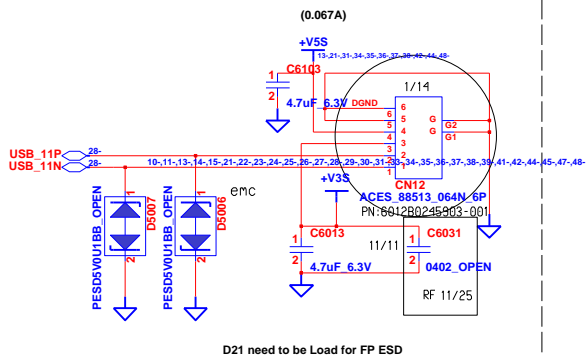 (0.067A)
+V5S
13-,21-,31-,34-,35-,36-,37-,38-,42-,44-,48-
1
C6103
2
4.7uF_6.3V
DGND
1/14
6
5
4
3
2
1
G
G
G2
G1
USB_11P
28-
USB_11N
28-
10-,11-,13-,14-,15-,21-,22-,23-,24-,25-,26-,27-,28-,29-,30-,31-,33-,34-,35-,36-,37-,38-,39-,41-,42-,44-,45-,47-,48-
CN12
+V3S
ACES_88513_064N_6P
PN:6012B0245903-001
emc
PESD5V0U1BB_OPEN
1
2
D5007
PESD5V0U1BB_OPEN
1
2
D5006
1
C6013
2
4.7uF_6.3V
11/11
C6031
1
2
0402_OPEN
RF 11/25
D21 need to be Load for FP ESD